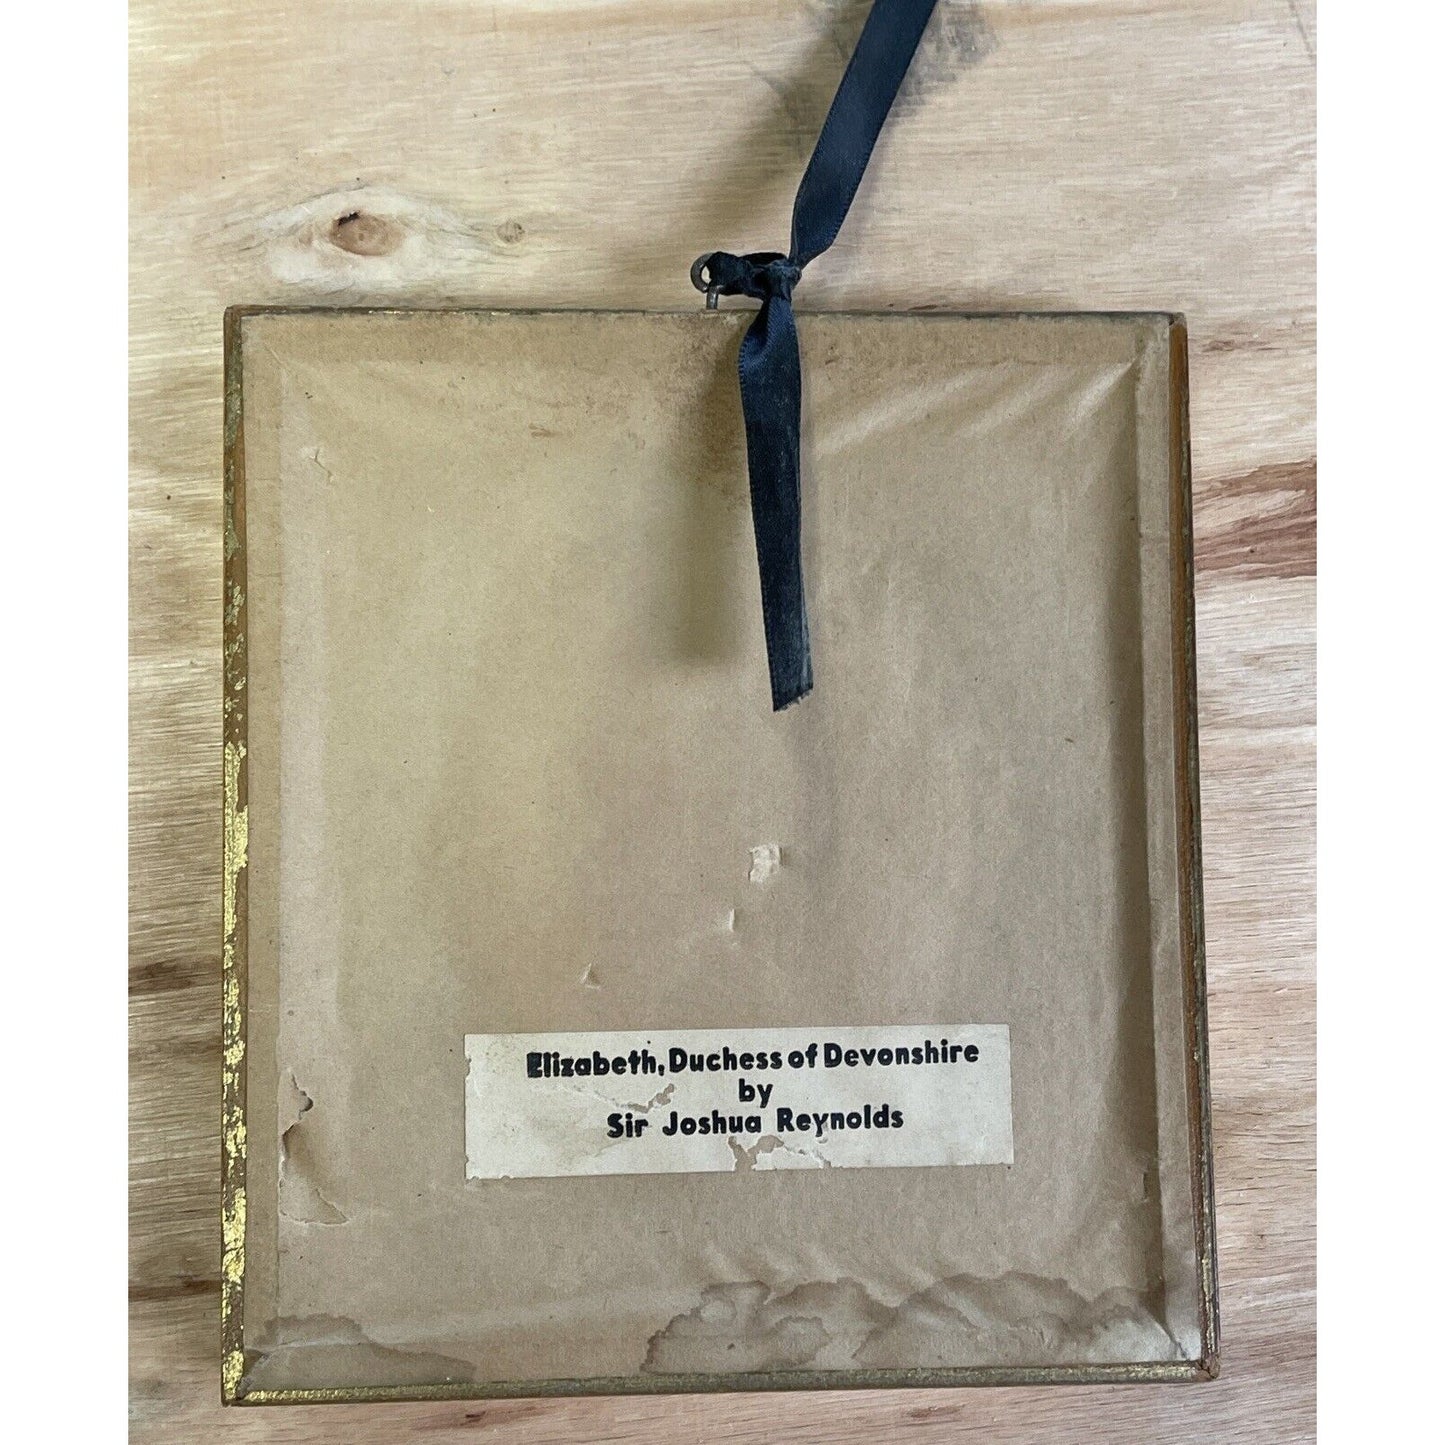 Elizabeth, Duchess of Devonshire
by
Sir Joshua Reynolds